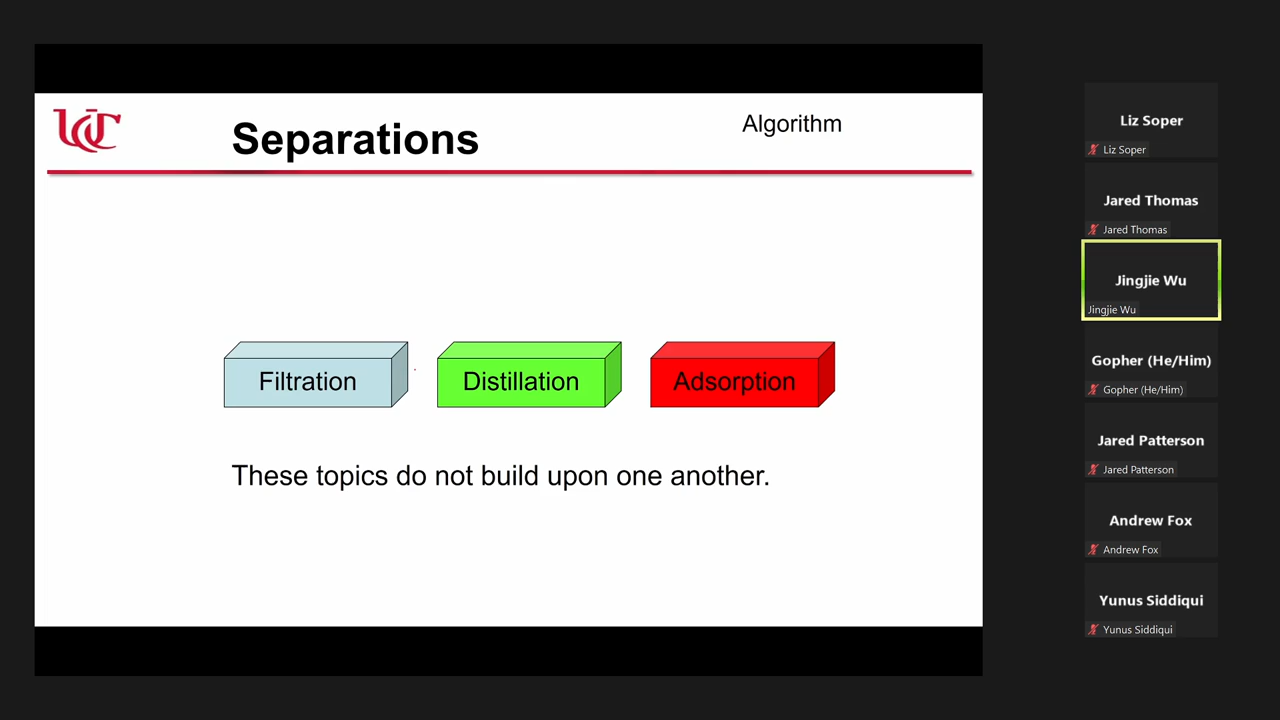 UC
Separations
Algorithm
Filtration
Distillation
Adsorption
These topics do not build upon one another.
Liz Soper
Liz Soper
Jared Thomas
Jared Thomas
Jingjie Wu
Jingjie Wu
Gopher (He/Him)
Gopher (He/Him)
Jared Patterson
Jared Patterson
Andrew Fox
Andrew Fox
Yunus Siddiqui
Yunus Siddiqui